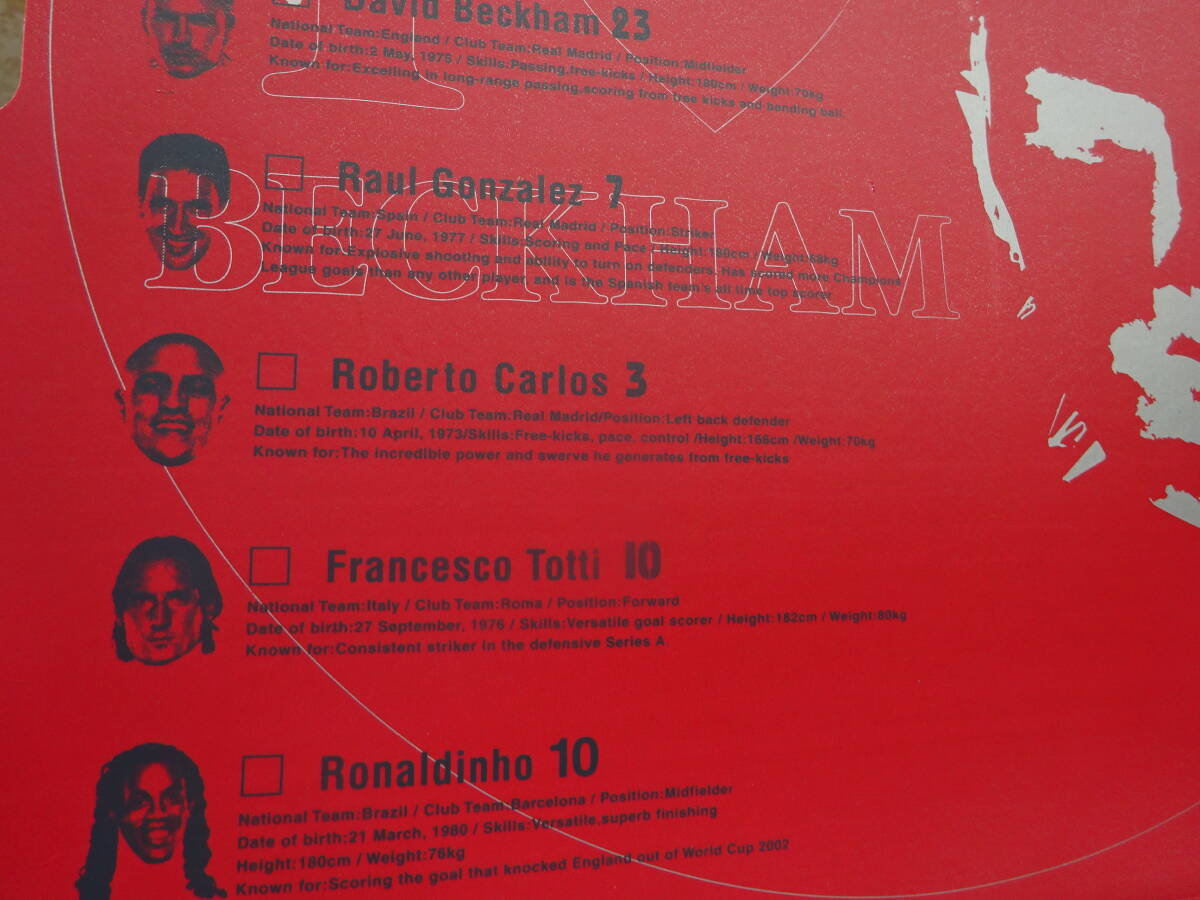 David Beckham 23
National Team:England / Club Team:Real Madrid / Position:Midfielder
Date of birth:2 May, 1975 / Skills:Passing,free-kicks / Height:180cm / Weight:70kg
Known for:Excelling in long-range passing,scoring from free kicks and bending ball
Raul Gonzalez 7
BECKHAM
National Team:Spain / Club Team:Real Madrid / Position:Striker
Date of birth:27 June, 1977 / Skills:Scoring and Pace / Height:180cm / Weight:68kg
Known for:Explosive shooting and ability to turn on defenders. Has scored more Champions
League goals than any other player, and is the Spanish team's all time top scorer
Roberto Carlos 3
National Team:Brazil / Club Team:Real Madrid/Position:Left back defender
Date of birth:10 April, 1973/Skills:Free-kicks, pace, control /Height:166cm /Weight:70kg
Known for:The incredible power and swerve he generates from free-kicks
Francesco Totti 10
National Team:Italy / Club Team:Roma / Position:Forward
Date of birth:27 September, 1976 / Skills:Versatile goal scorer / Height:182cm / Weight:80kg
Known for:Consistent striker in the defensive Series A
Ronaldinho 10
National Team:Brazil / Club Team:Barcelona / Position:Midfielder
Date of birth:21 March, 1980 / Skills:Versatile,superb finishing
Height:180cm / Weight:76kg
Known for:Scoring the goal that knocked England out of World Cup 2002